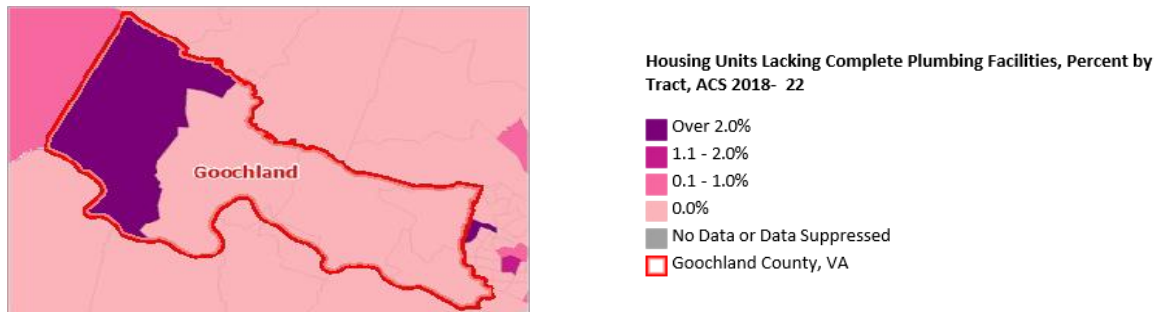 Goochland
Housing Units Lacking Complete Plumbing Facilities, Percent by
Tract, ACS 2018- 22
Over 2.0%
1.1 - 2.0%
0.1 - 1.0%
0.0%
No Data or Data Suppressed
Goochland County, VA